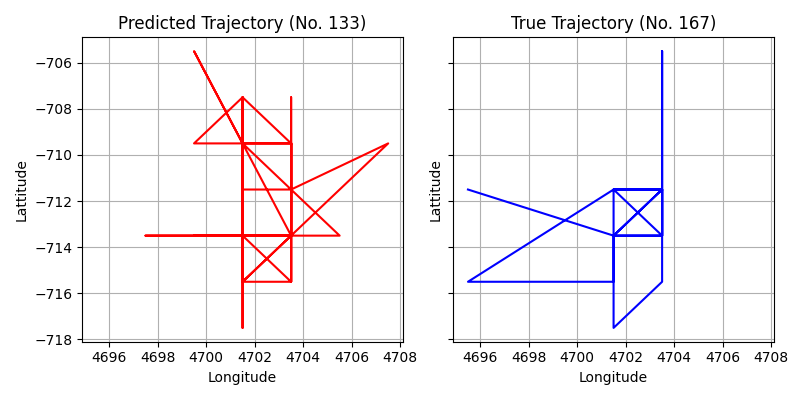 Predicted Trajectory (No. 133)
True Trajectory (No. 167)
Lattitude
−706
−708
−710
−712
−714
−716
−718
4696 4698 4700 4702 4704 4706 4708
Longitude
Lattitude
4696 4698 4700 4702 4704 4706 4708
Longitude